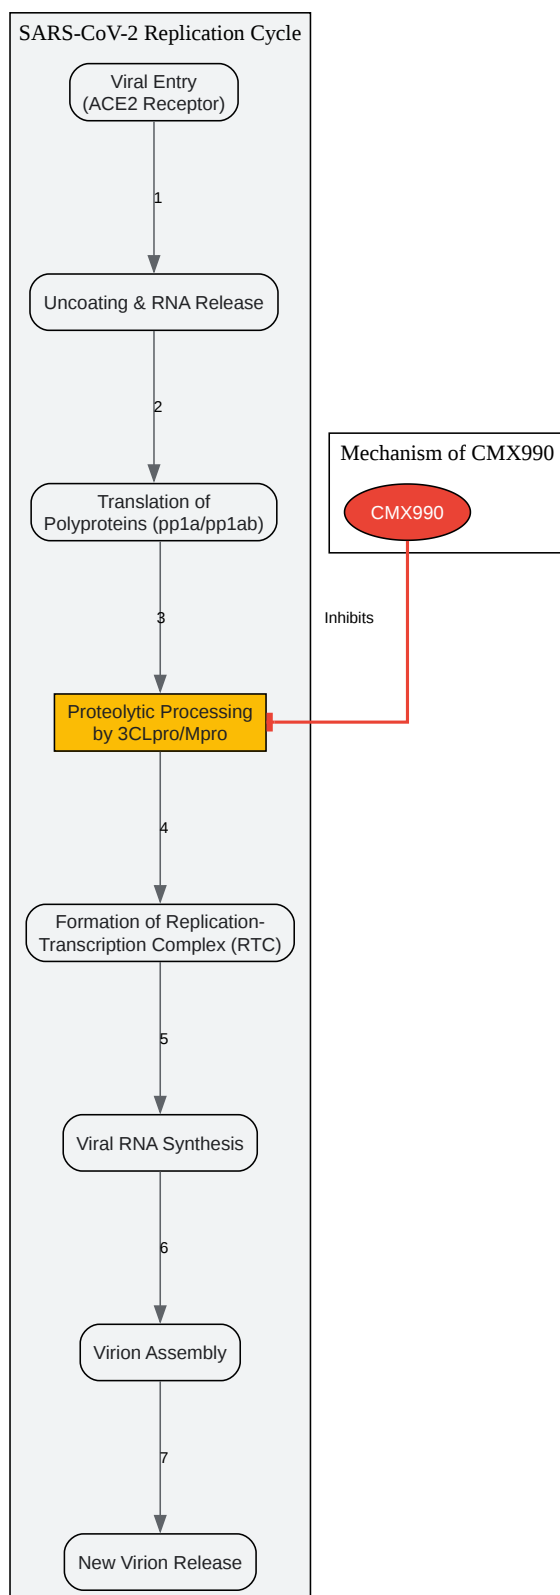 SARS-CoV-2 Replication Cycle
Viral Entry
(ACE2 Receptor)
1
Uncoating & RNA Release
2
Translation of
Polyproteins (pp1a/pp1ab)
Mechanism of CMX990
CMX990
3
Inhibits
Proteolytic Processing
by 3CLpro/Mpro
4
Formation of Replication-
Transcription Complex (RTC)
5
Viral RNA Synthesis
6
Virion Assembly
7
New Virion Release